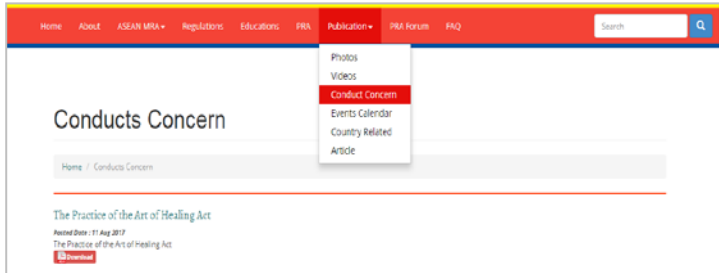 Home About ASEAN MRA Regulations Educations PRA Publication PRA Forum FAQ Search
Photos
Videos
Conduct Concern
Events Calendar
Country Related
Article
Conducts Concern
Home / Conducts Concern
The Practice of the Art of Healing Act
Posted Date : 11 Aug 2017
The Practice of the Art of Healing Act
Download